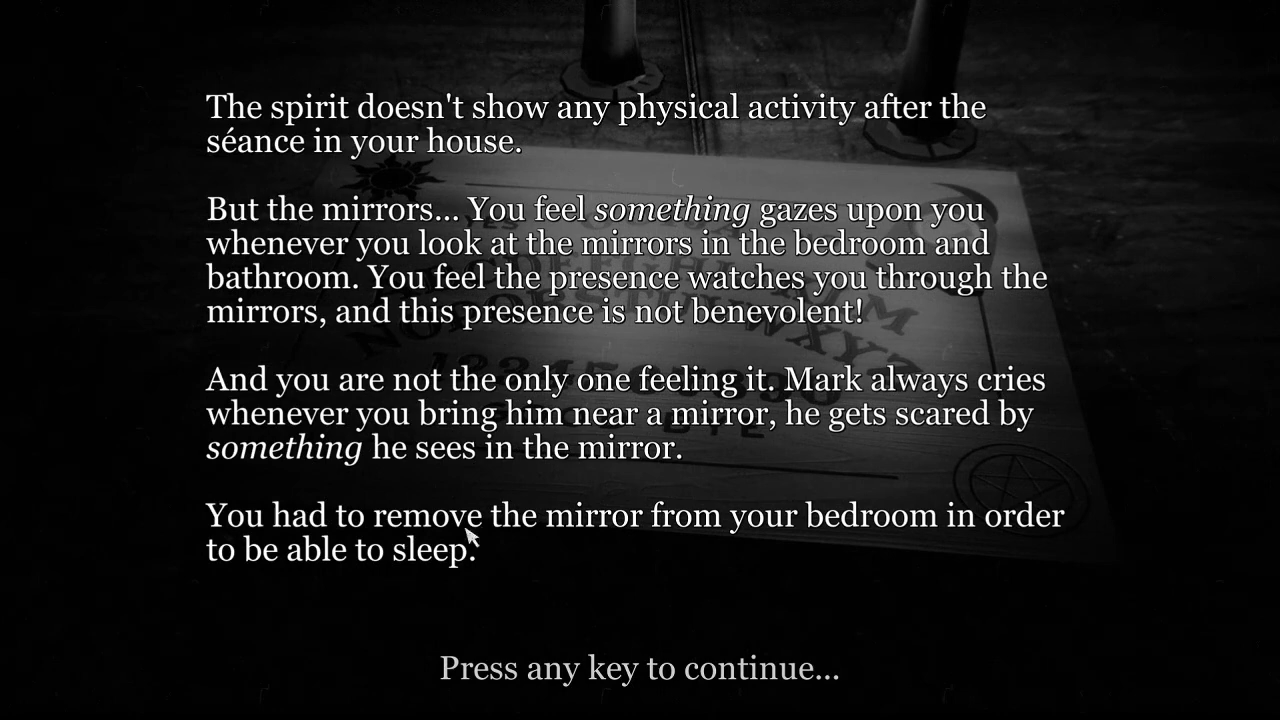 The spirit doesn't show any physical activity after the
séance in your house.
But the mirrors... You feel something gazes upon you
whenever you look at the mirrors in the bedroom and
bathroom. You feel the presence watches you through the
mirrors, and this presence is not benevolent!
And you are not the only one feeling it. Mark always cries
whenever you bring him near a mirror, he gets scared by
something he sees in the mirror.
You had to remove the mirror from your bedroom in order
to be able to sleep.
Press any key to continue...